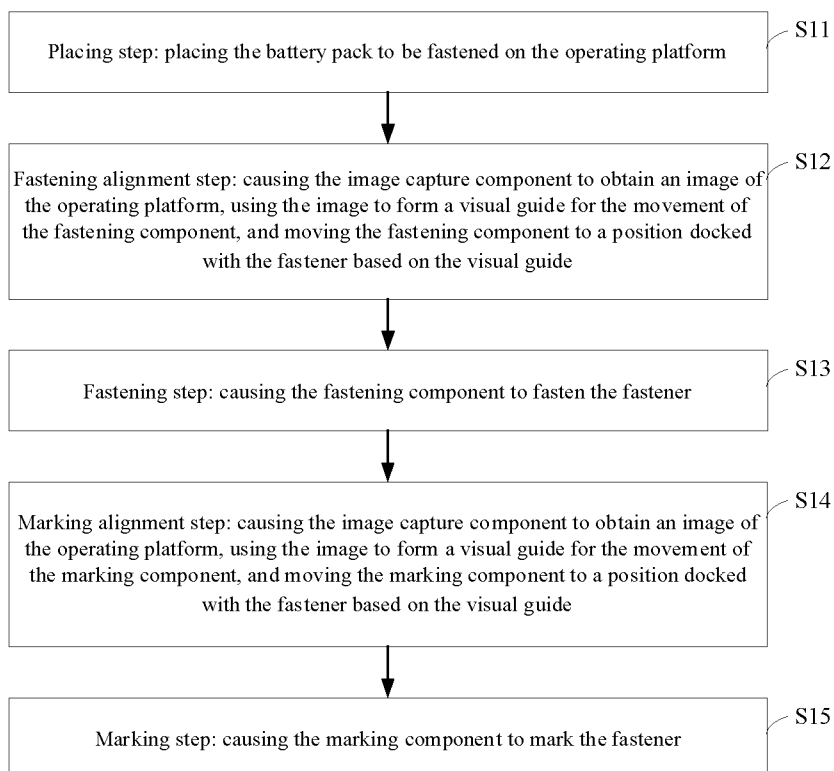 S11
Placing step: placing the battery pack to be fastened on the operating platform
S12
Fastening alignment step: causing the image capture component to obtain an image of
the operating platform, using the image to form a visual guide for the movement of
the fastening component, and moving the fastening component to a position docked
with the fastener based on the visual guide
S13
Fastening step: causing the fastening component to fasten the fastener
S14
Marking alignment step: causing the image capture component to obtain an image of
the operating platform, using the image to form a visual guide for the movement of
the marking component, and moving the marking component to a position docked
with the fastener based on the visual guide
S15
Marking step: causing the marking component to mark the fastener